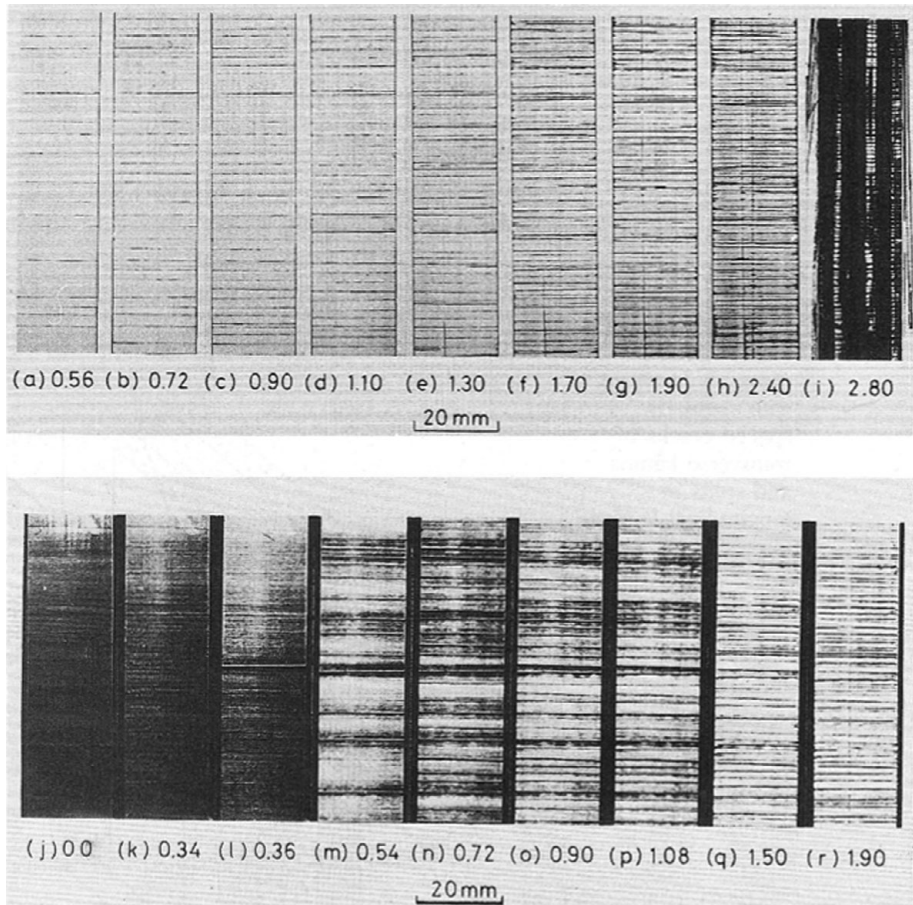 (a) 0.56 (b) 0.72 (c) 0.90 (d) 1.10 (e) 1.30 (f) 1.70 (g) 1.90 (h) 2.40 (i) 2.80
20 mm
(j) 0.0 (k) 0.34 (l) 0.36 (m) 0.54 (n) 0.72 (o) 0.90 (p) 1.08 (q) 1.50 (r) 1.90
20 mm